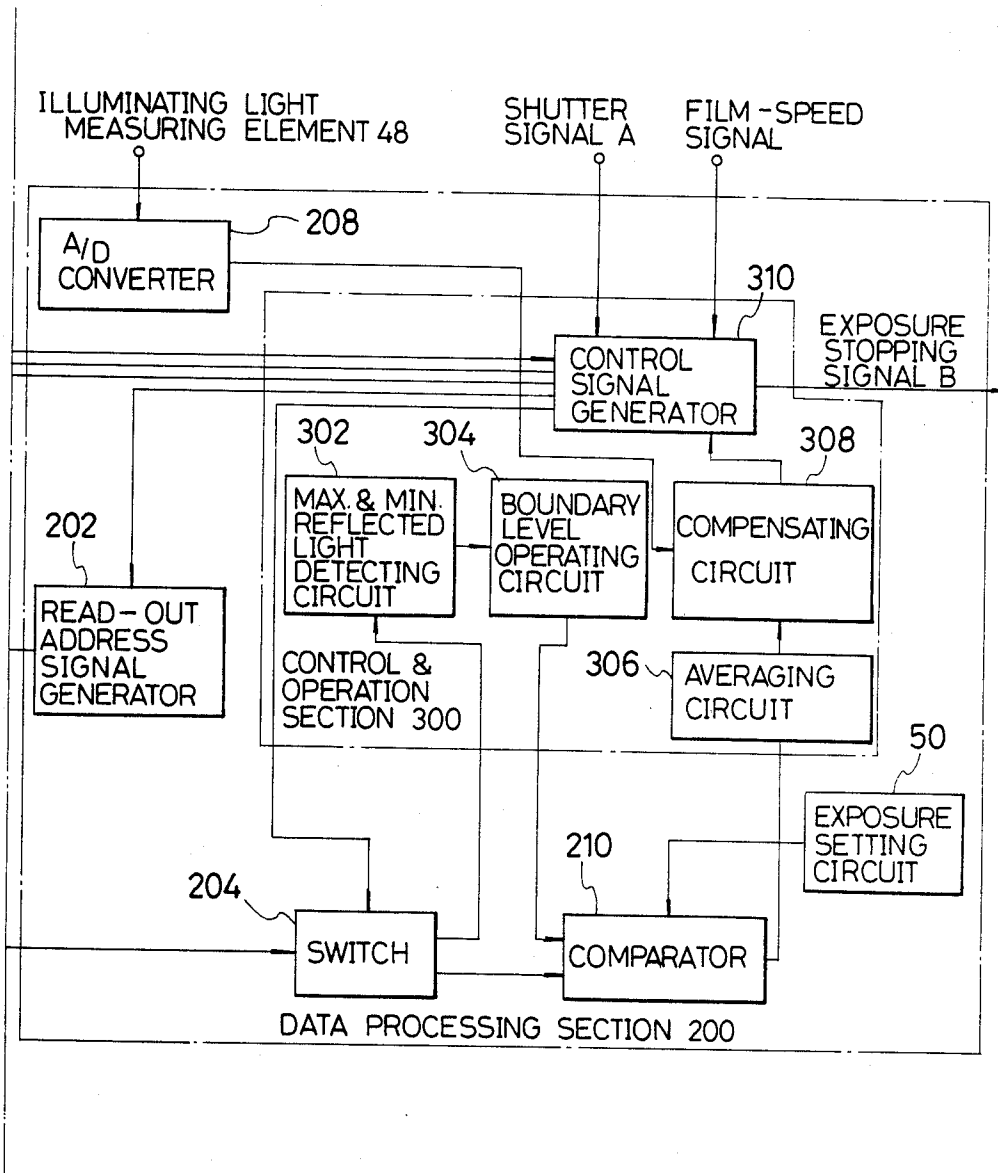 ILLUMINATING LIGHT
MEASURING ELEMENT 48
SHUTTER
SIGNAL A
FILM-SPEED
SIGNAL
208
A/D
CONVERTER
310
CONTROL
SIGNAL
GENERATOR
EXPOSURE
STOPPING
SIGNAL B
302
MAX. & MIN.
REFLECTED
LIGHT
DETECTING
CIRCUIT
304
BOUNDARY
LEVEL
OPERATING
CIRCUIT
308
COMPENSATING
CIRCUIT
202
READ-OUT
ADDRESS
SIGNAL
GENERATOR
CONTROL &
OPERATION
SECTION 300
306
AVERAGING
CIRCUIT
50
EXPOSURE
SETTING
CIRCUIT
204
SWITCH
210
COMPARATOR
DATA PROCESSING SECTION 200